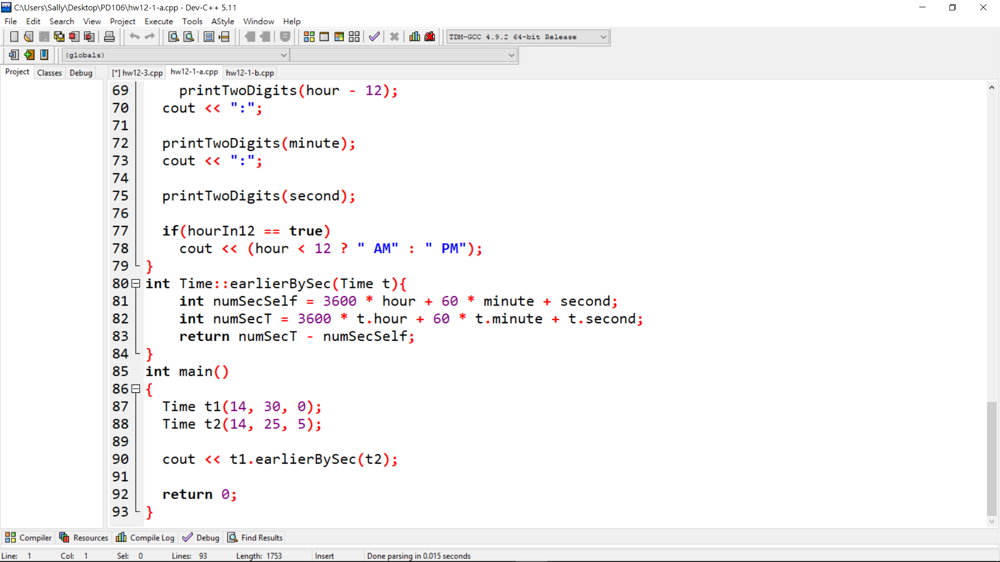 C:\Users\Sally\Desktop\PD106\hw12-1-a.cpp - Dev-C++ 5.11
File Edit Search View Project Execute Tools AStyle Window Help
TDM-GCC 4.9.2 64-bit Release
(globals)
Project Classes Debug [*] hw12-3.cpp hw12-1-a.cpp hw12-1-b.cpp
69 printTwoDigits(hour - 12);
70 cout << ":";
71
72 printTwoDigits(minute);
73 cout << ":";
74
75 printTwoDigits(second);
76
77 if(hourIn12 == true)
78 cout << (hour < 12 ? " AM" : " PM");
79 }
80 int Time::earlierBySec(Time t){
81 int numSecSelf = 3600 * hour + 60 * minute + second;
82 int numSecT = 3600 * t.hour + 60 * t.minute + t.second;
83 return numSecT - numSecSelf;
84 }
85 int main()
86 {
87 Time t1(14, 30, 0);
88 Time t2(14, 25, 5);
89
90 cout << t1.earlierBySec(t2);
91
92 return 0;
93 }
Compiler Resources Compile Log Debug Find Results
Line: 1 Col: 1 Sel: 0 Lines: 93 Length: 1753 Insert Done parsing in 0.015 seconds